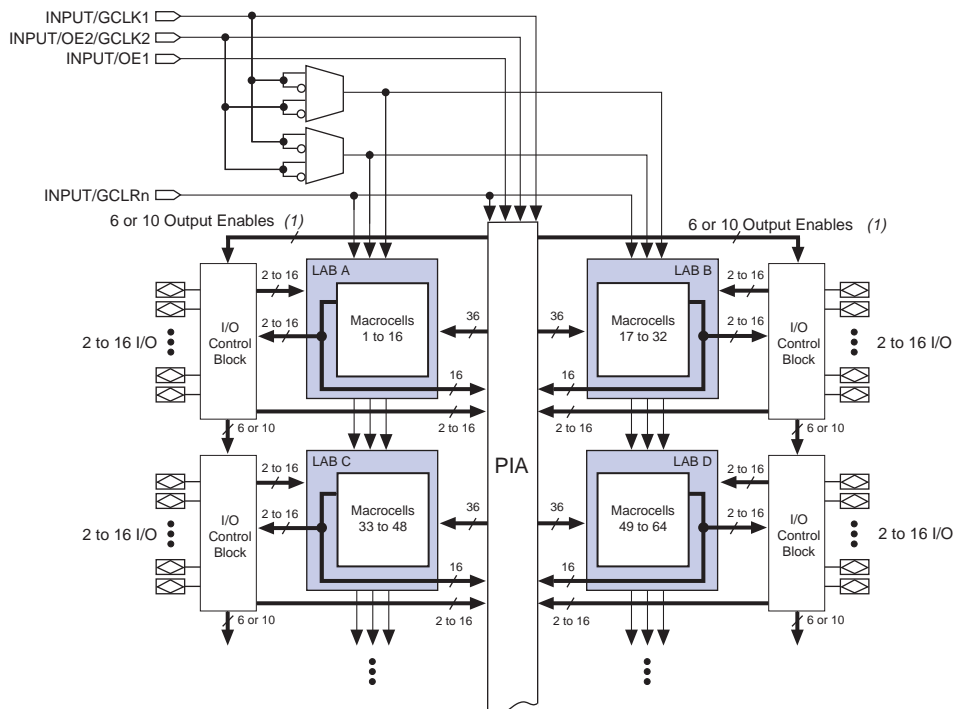 INPUT/GCLK1
INPUT/OE2/GCLK2
INPUT/OE1
INPUT/GCLRn
6 or 10 Output Enables (1)
6 or 10 Output Enables (1)
LAB A
LAB B
2 to 16
2 to 16
I/O
Control
Block
2 to 16 I/O
2 to 16
Macrocells
1 to 16
36
36
Macrocells
17 to 32
2 to 16
I/O
Control
Block
2 to 16 I/O
16
16
2 to 16
2 to 16
6 or 10
6 or 10
PIA
LAB C
LAB D
2 to 16
2 to 16
I/O
Control
Block
2 to 16 I/O
2 to 16
Macrocells
33 to 48
36
36
Macrocells
49 to 64
2 to 16
I/O
Control
Block
2 to 16 I/O
16
16
2 to 16
2 to 16
6 or 10
6 or 10